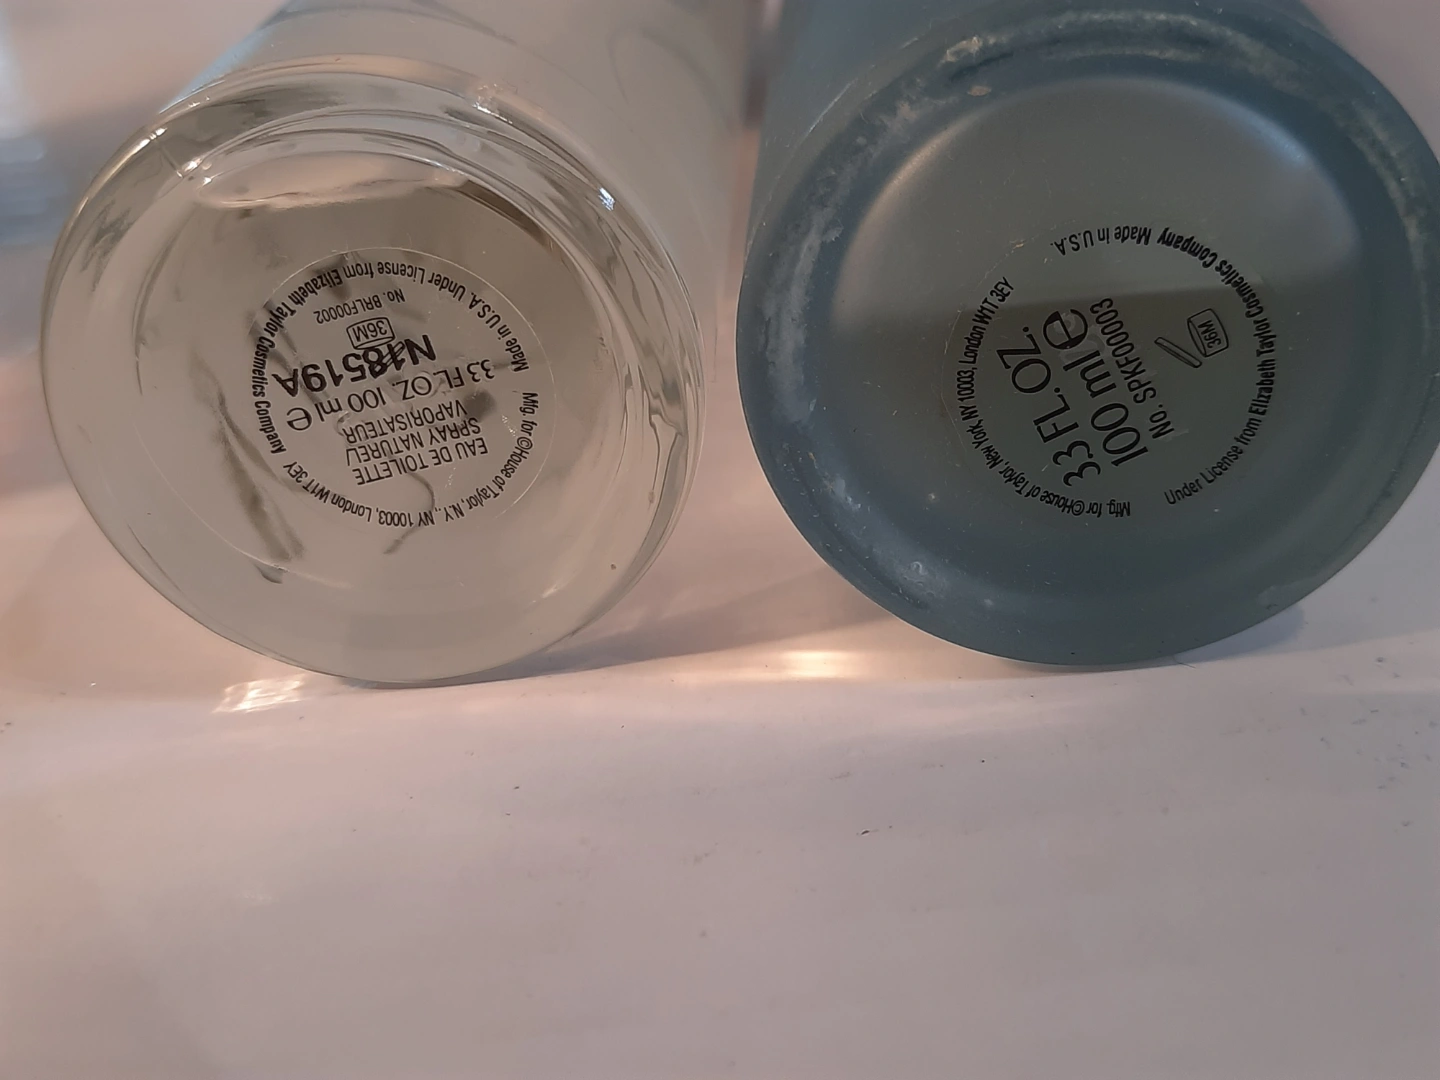 EAU DE TOILETTE
SPRAY NATUREL/
VAPORISATEUR
3.3 FL. OZ. 100 ml e
N18519A
36M
No. BRLF00002
Mfg. for ©House of Taylor, N.Y., NY 10003, London W1T 3EY
Made in U.S.A. Under License from Elizabeth Taylor Cosmetics Company
3.3 FL. OZ.
100 ml e
No. SPKF00003
36M
Mfg. for ©House of Taylor, New York, NY 10003, London W1T 3EY
Under License from Elizabeth Taylor Cosmetics Company Made in U.S.A.